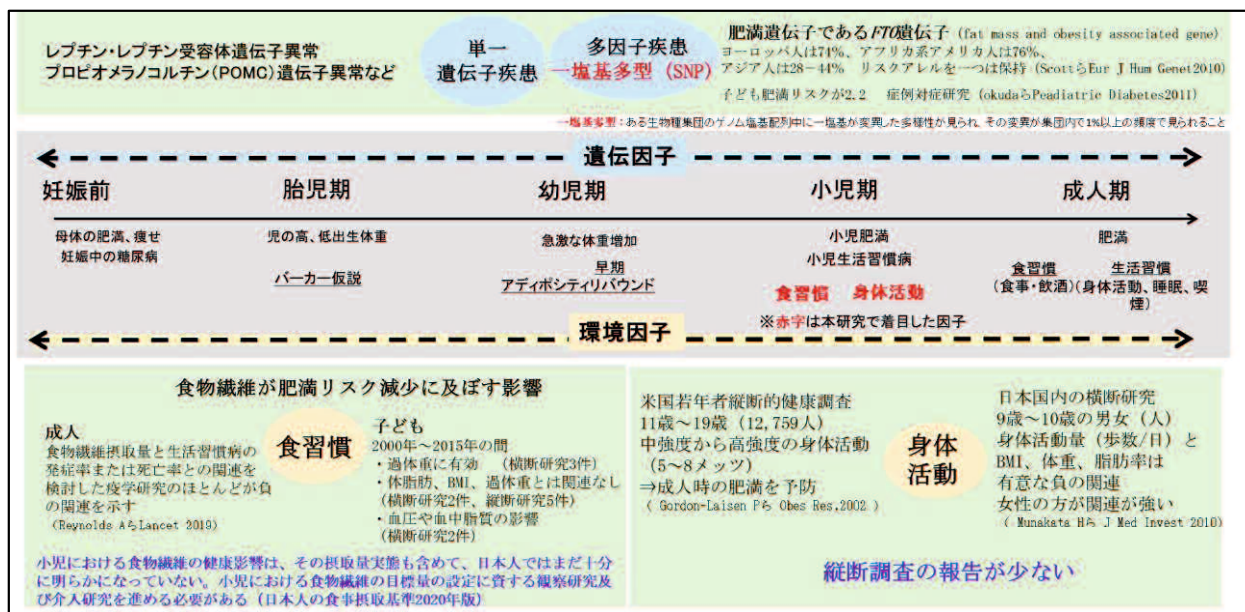 レプチン・レプチン受容体遺伝子異常
プロピオメラノコルチン(POMC)遺伝子異常など
単一
遺伝子疾患
多因子疾患
一塩基多型 (SNP)
肥満遺伝子であるFTO遺伝子 (fat mass and obesity associated gene)
ヨーロッパ人は74%、アフリカ系アメリカ人は76%、
アジア人は28-44% リスクアレルを一つは保持 (ScottらEur J Hum Genet2010)
子ども肥満リスクが2.2 症例対症研究 (okudaらPeadiatric Diabetes2011)
一塩基多型:ある生物種集団のゲノム塩基配列中に一塩基が変異した多様性が見られ、その変異が集団内で1%以上の頻度で見られること
遺伝因子
妊娠前
胎児期
幼児期
小児期
成人期
母体の肥満、痩せ
妊娠中の糖尿病
児の高、低出生体重
バーカー仮説
急激な体重増加
早期
アディポシティリバウンド
小児肥満
小児生活習慣病
食習慣 身体活動
※赤字は本研究で着目した因子
肥満
食習慣
(食事・飲酒)
生活習慣
(身体活動、睡眠、喫
煙)
環境因子
食物繊維が肥満リスク減少に及ぼす影響
成人
食物繊維摂取量と生活習慣病の
発症率または死亡率との関連を
検討した疫学研究のほとんどが負
の関連を示す
(Reynolds AらLancet 2019)
食習慣
子ども
2000年~2015年の間
・過体重に有効 (横断研究3件)
・体脂肪、BMI、過体重とは関連なし
(横断研究2件、縦断研究5件)
・血圧や血中脂質の影響
(横断研究2件)
小児における食物繊維の健康影響は、その摂取量実態も含めて、日本人ではまだ十分
に明らかになっていない。小児における食物繊維の目標量の設定に資する観察研究及
び介入研究を進める必要がある(日本人の食事摂取基準2020年版)
米国若年者縦断的健康調査
11歳~19歳 (12,759人)
中強度から高強度の身体活動
(5~8メッツ)
⇒成人時の肥満を予防
( Gordon-Laisen Pら Obes Res.2002 )
身体
活動
日本国内の横断研究
9歳~10歳の男女(人)
身体活動量(歩数/日)と
BMI、体重、脂肪率は
有意な負の関連
女性の方が関連が強い
( Munakata Hら J Med Invest 2010)
縦断調査の報告が少ない